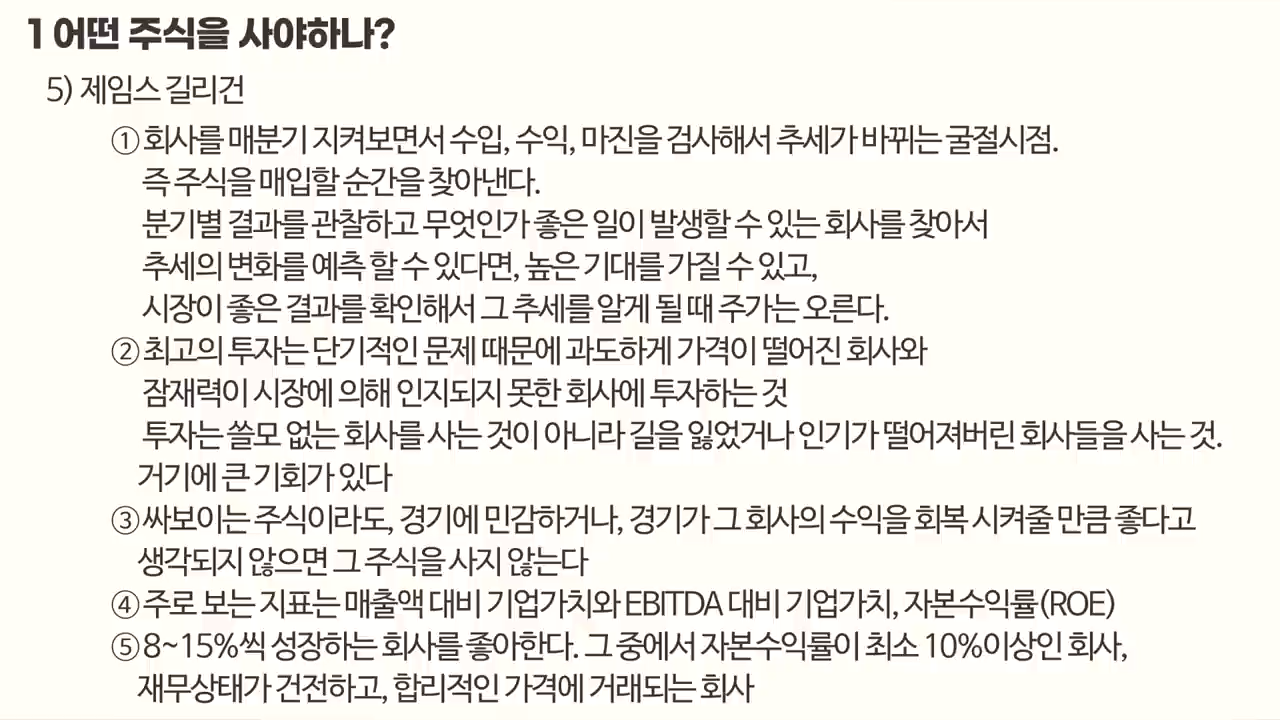 1 어떤 주식을 사야하나?
5) 제임스 길리건
① 회사를 매분기 지켜보면서 수입, 수익, 마진을 검사해서 추세가 바뀌는 굴절시점.
즉 주식을 매입할 순간을 찾아낸다.
분기별 결과를 관찰하고 무엇인가 좋은 일이 발생할 수 있는 회사를 찾아서
추세의 변화를 예측 할 수 있다면, 높은 기대를 가질 수 있고,
시장이 좋은 결과를 확인해서 그 추세를 알게 될 때 주가는 오른다.
② 최고의 투자는 단기적인 문제 때문에 과도하게 가격이 떨어진 회사와
잠재력이 시장에 의해 인지되지 못한 회사에 투자하는 것
투자는 쓸모 없는 회사를 사는 것이 아니라 길을 잃었거나 인기가 떨어져버린 회사들을 사는 것.
거기에 큰 기회가 있다
③ 싸보이는 주식이라도, 경기에 민감하거나, 경기가 그 회사의 수익을 회복 시켜줄 만큼 좋다고
생각되지 않으면 그 주식을 사지 않는다
④ 주로 보는 지표는 매출액 대비 기업가치와 EBITDA 대비 기업가치, 자본수익률(ROE)
⑤ 8~15%씩 성장하는 회사를 좋아한다. 그 중에서 자본수익률이 최소 10%이상인 회사,
재무상태가 건전하고, 합리적인 가격에 거래되는 회사